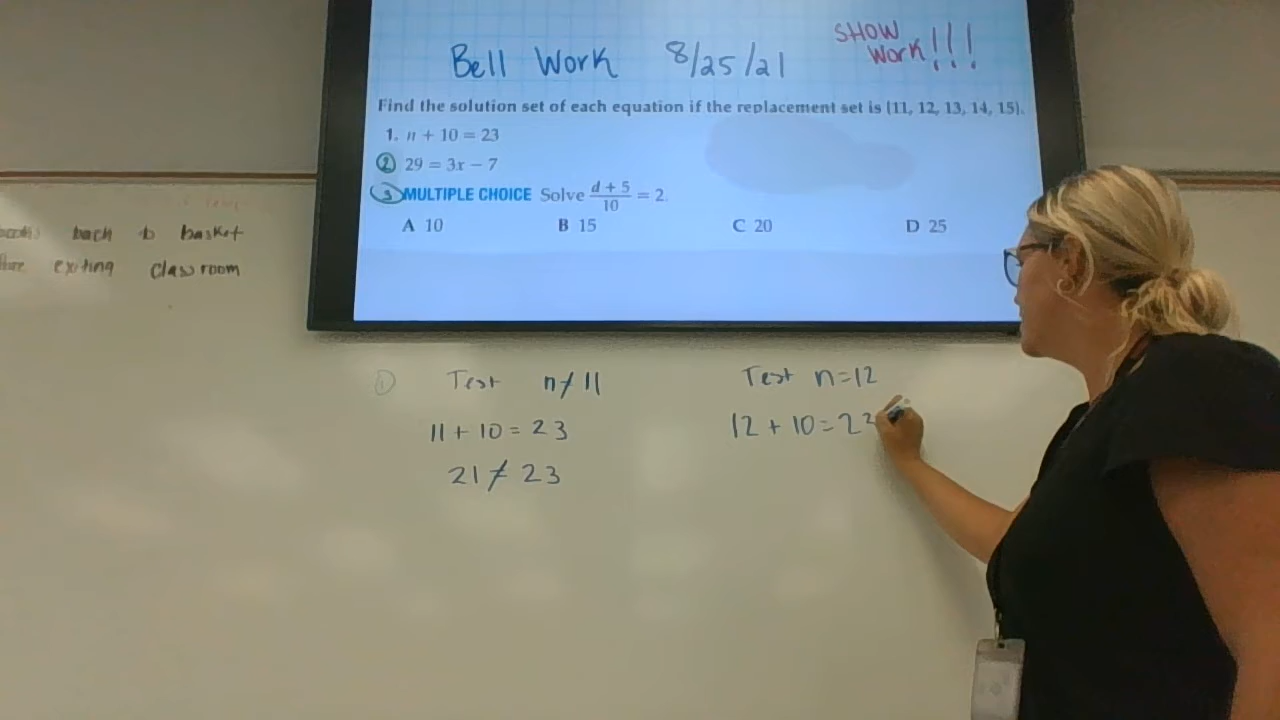 Bell Work 8/25/21 SHOW Work!!!
Find the solution set of each equation if the replacement set is {11, 12, 13, 14, 15}.
1. n + 10 = 23
2 29 = 3x − 7
3 MULTIPLE CHOICE Solve d + 5 / 10 = 2.
A 10 B 15 C 20 D 25
back to basket
exiting classroom
1 Test n≠11 Test n=12
11 + 10 = 23 12 + 10 = 2
21 ≠ 23